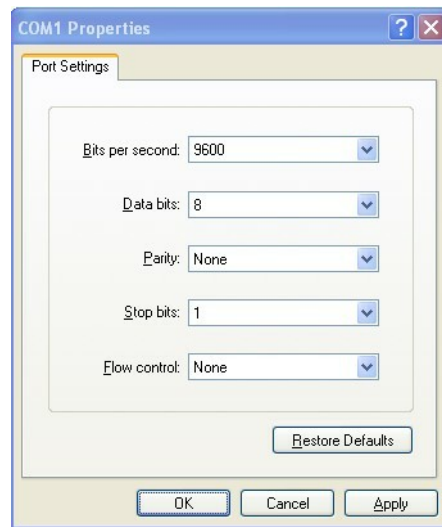 COM1 Properties
Port Settings
Bits per second: 9600
Data bits: 8
Parity: None
Stop bits: 1
Flow control: None
Restore Defaults
OK Cancel Apply